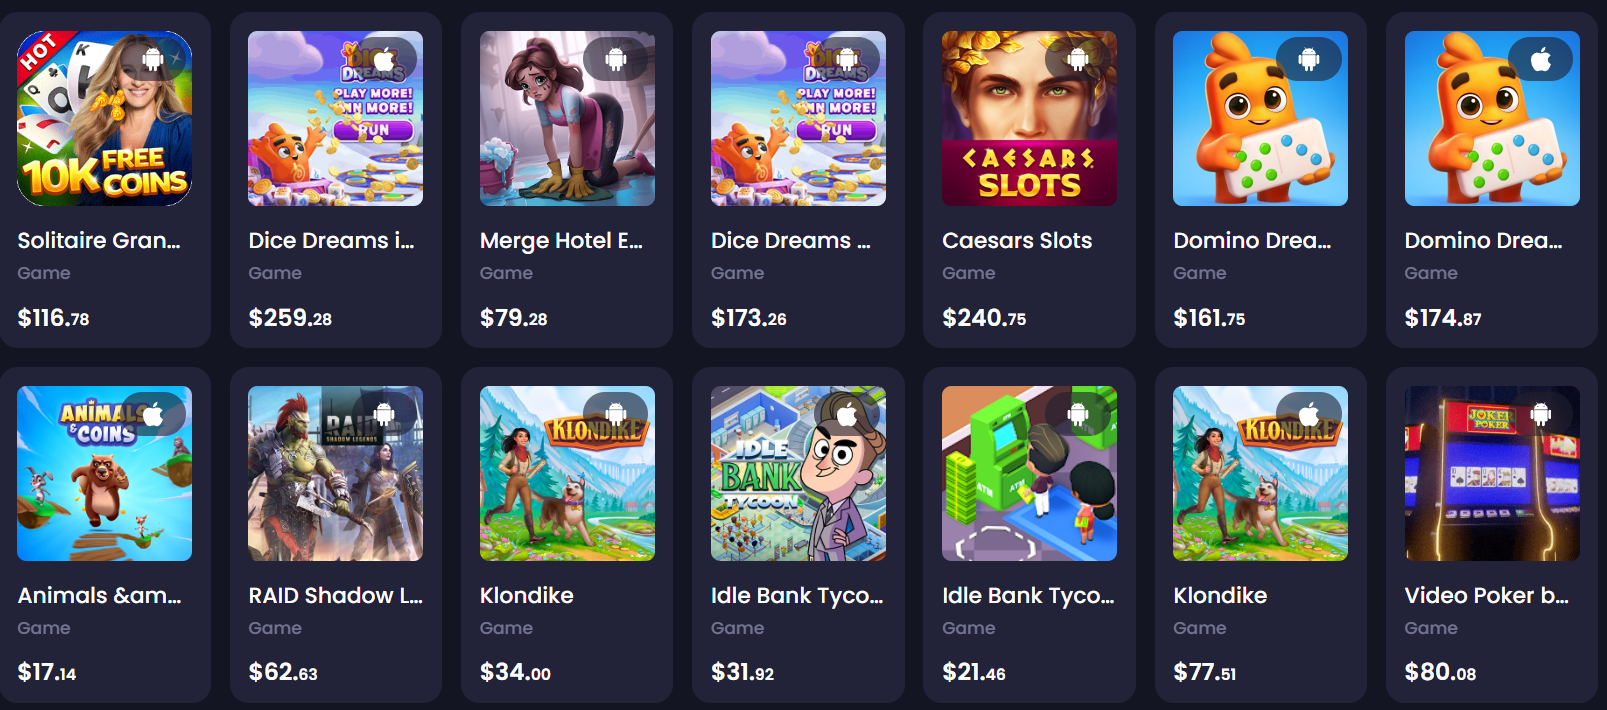 HOT
K
Q
10K FREE COINS
DICE DREAMS
PLAY MORE!
RUN
DREAMS
PLAY MORE!
RUN
CAESARS
SLOTS
Solitaire Gran...
Dice Dreams i...
Merge Hotel E...
Dice Dreams ...
Caesars Slots
Domino Drea...
Domino Drea...
Game
Game
Game
Game
Game
Game
Game
$116.78
$259.28
$79.28
$173.26
$240.75
$161.75
$174.87
ANIMALS
& COINS
RAID
SHADOW LEGENDS
KLONDIKE
IDLE
BANK
TYCOON
ATM
ATM
KLONDIKE
JOKER
POKER
Animals &am...
RAID Shadow L...
Klondike
Idle Bank Tyco...
Idle Bank Tyco...
Klondike
Video Poker b...
Game
Game
Game
Game
Game
Game
Game
$17.14
$62.63
$34.00
$31.92
$21.46
$77.51
$80.08